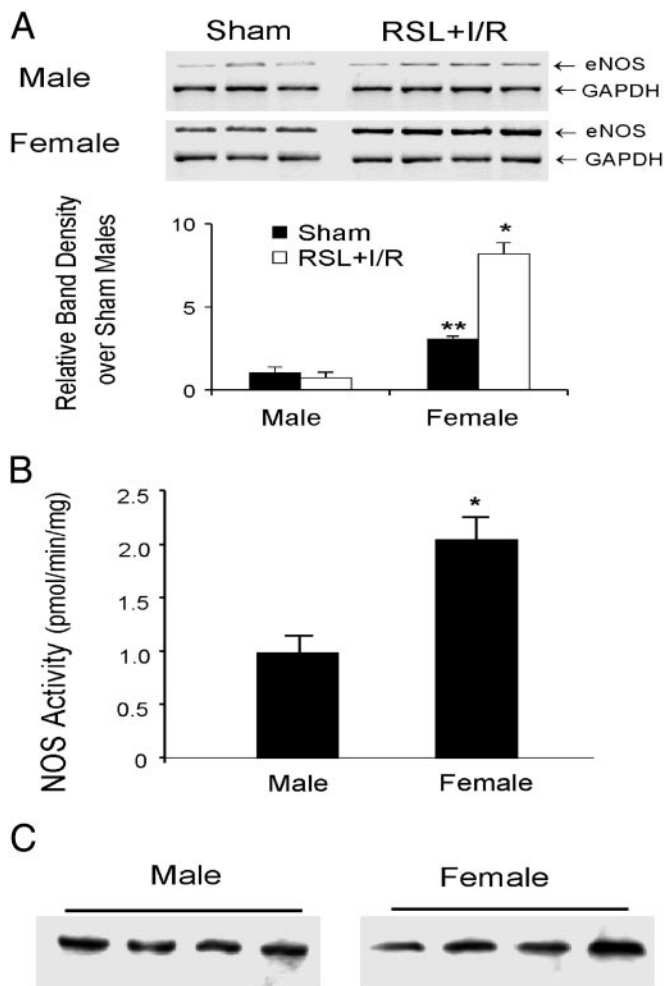 A
Sham RSL+I/R
Male
← eNOS
← GAPDH
Female
← eNOS
← GAPDH
Relative Band Density
over Sham Males
10
5
0
Sham
RSL+I/R
**
*
Male Female
B
NOS Activity (pmol/min/mg)
2.5
2.0
1.5
1.0
0.5
0
*
Male Female
C
Male Female